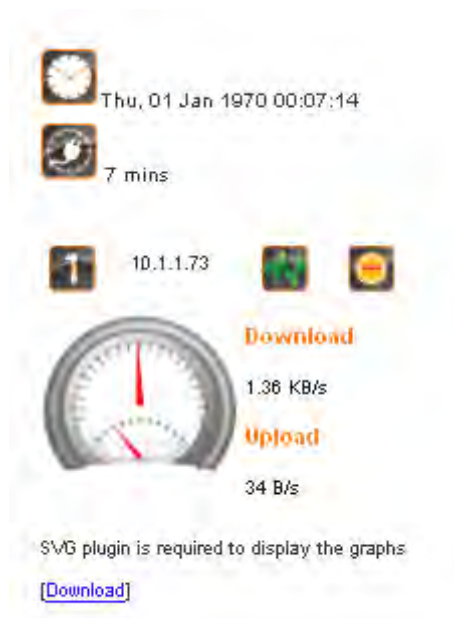 Thu, 01 Jan 1970 00:07:14
7 mins
10.1.1.73
Download
1.36 KB/s
Upload
34 B/s
SVG plugin is required to display the graphs
[Download]